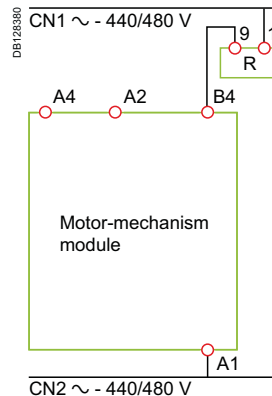 DB128380
CN1 ∼ - 440/480 V
9
R
A4
A2
B4
Motor-mechanism
module
A1
CN2 ∼ - 440/480 V